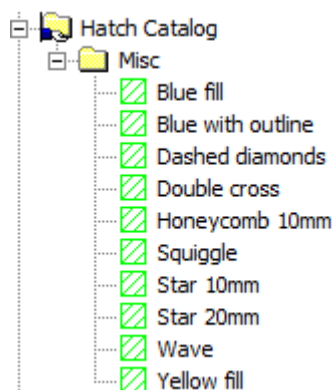 Hatch Catalog
Misc
Blue fill
Blue with outline
Dashed diamonds
Double cross
Honeycomb 10mm
Squiggle
Star 10mm
Star 20mm
Wave
Yellow fill